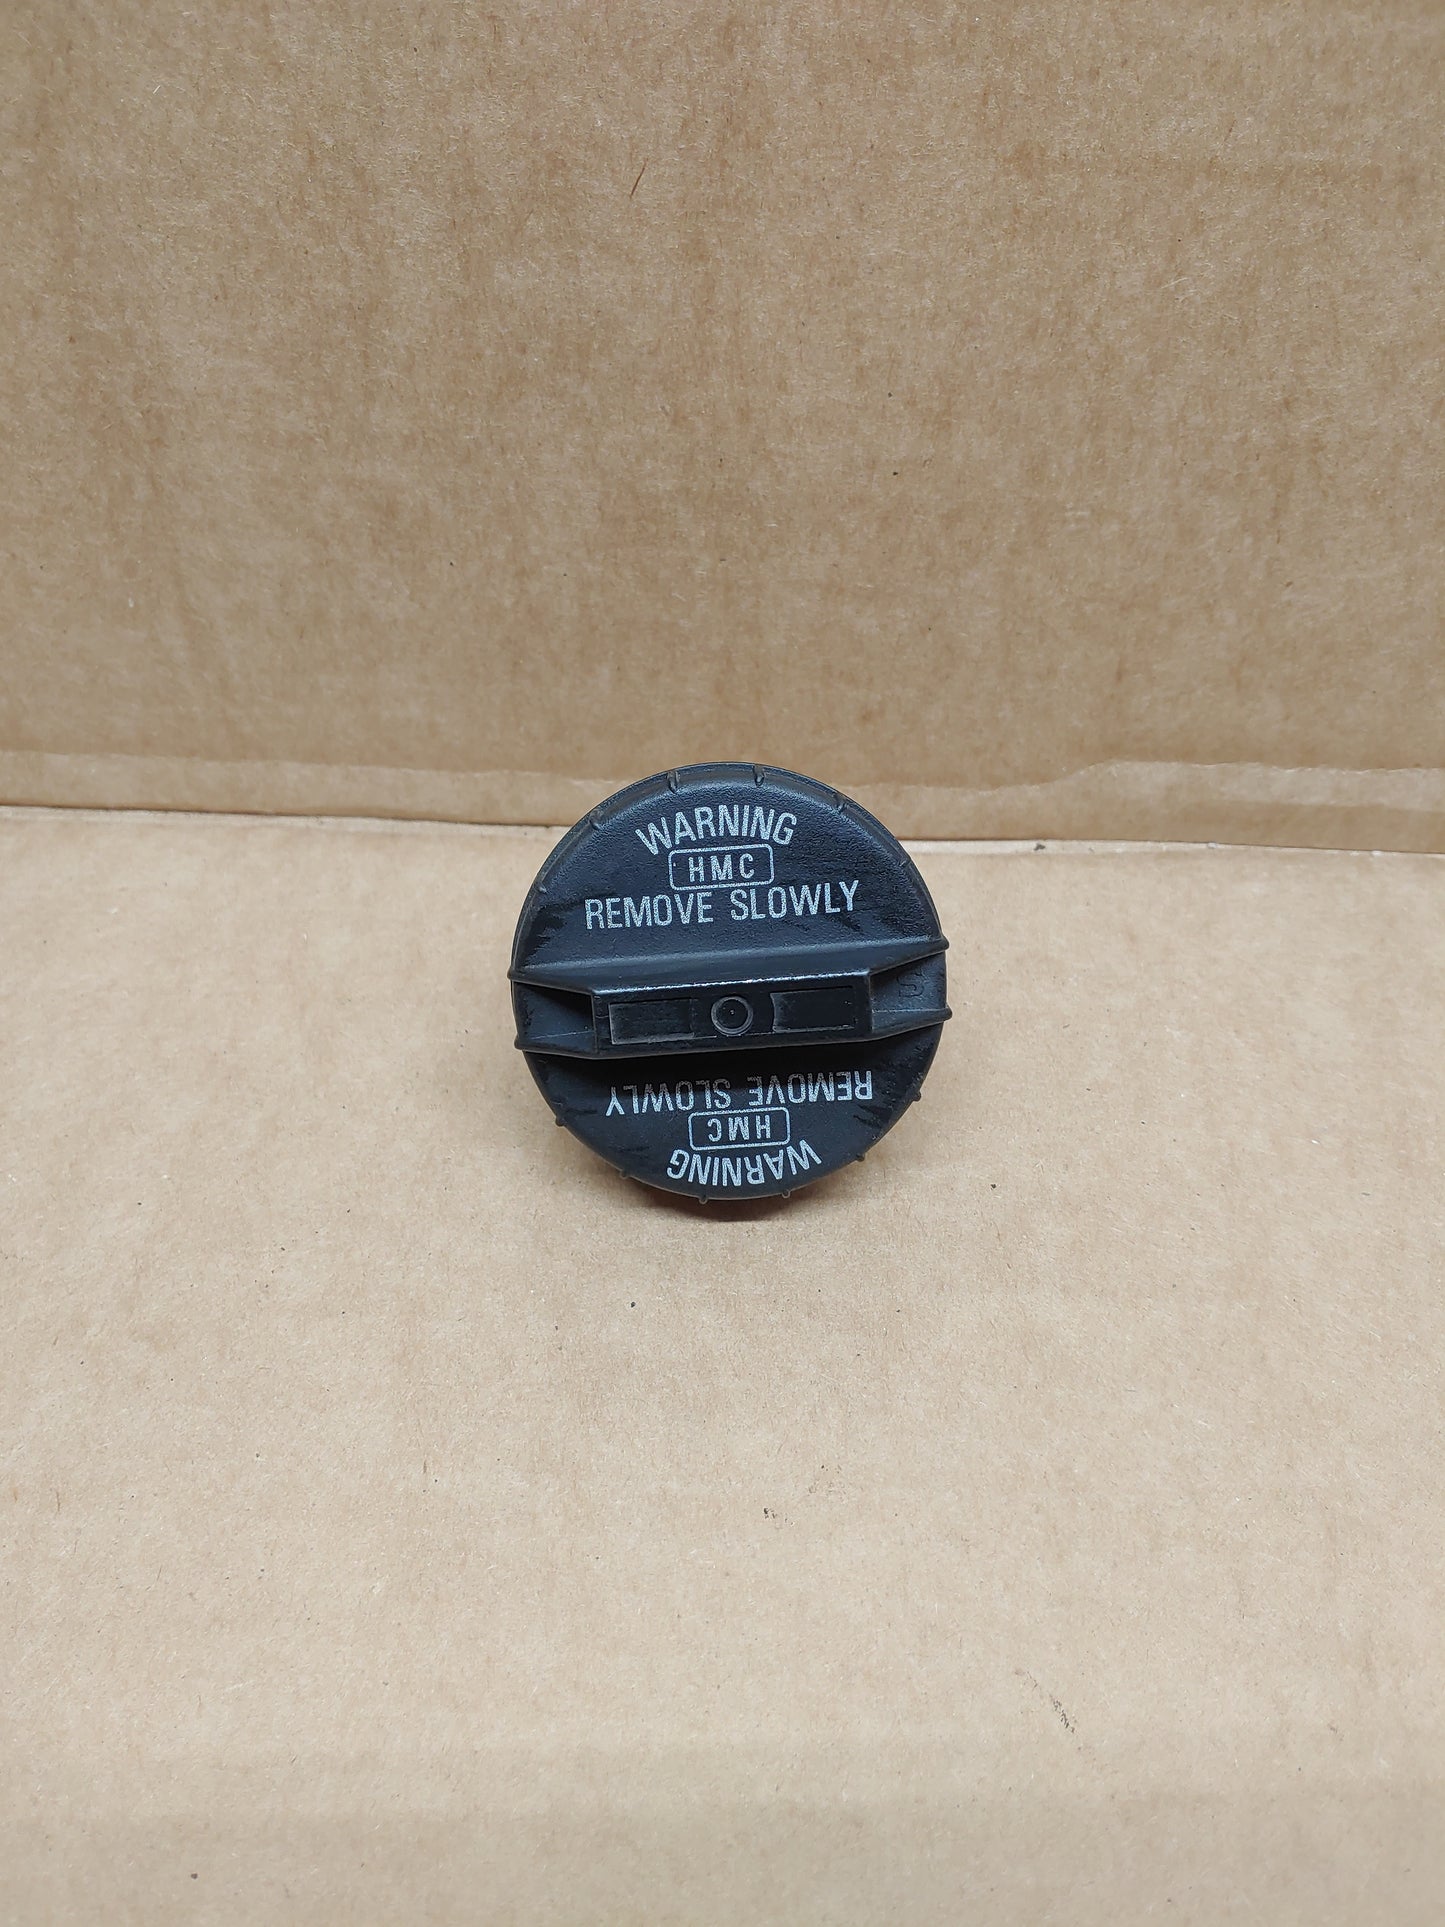 WARNING
HMC
REMOVE SLOWLY
S
REMOVE SLOWLY
HMC
WARNING